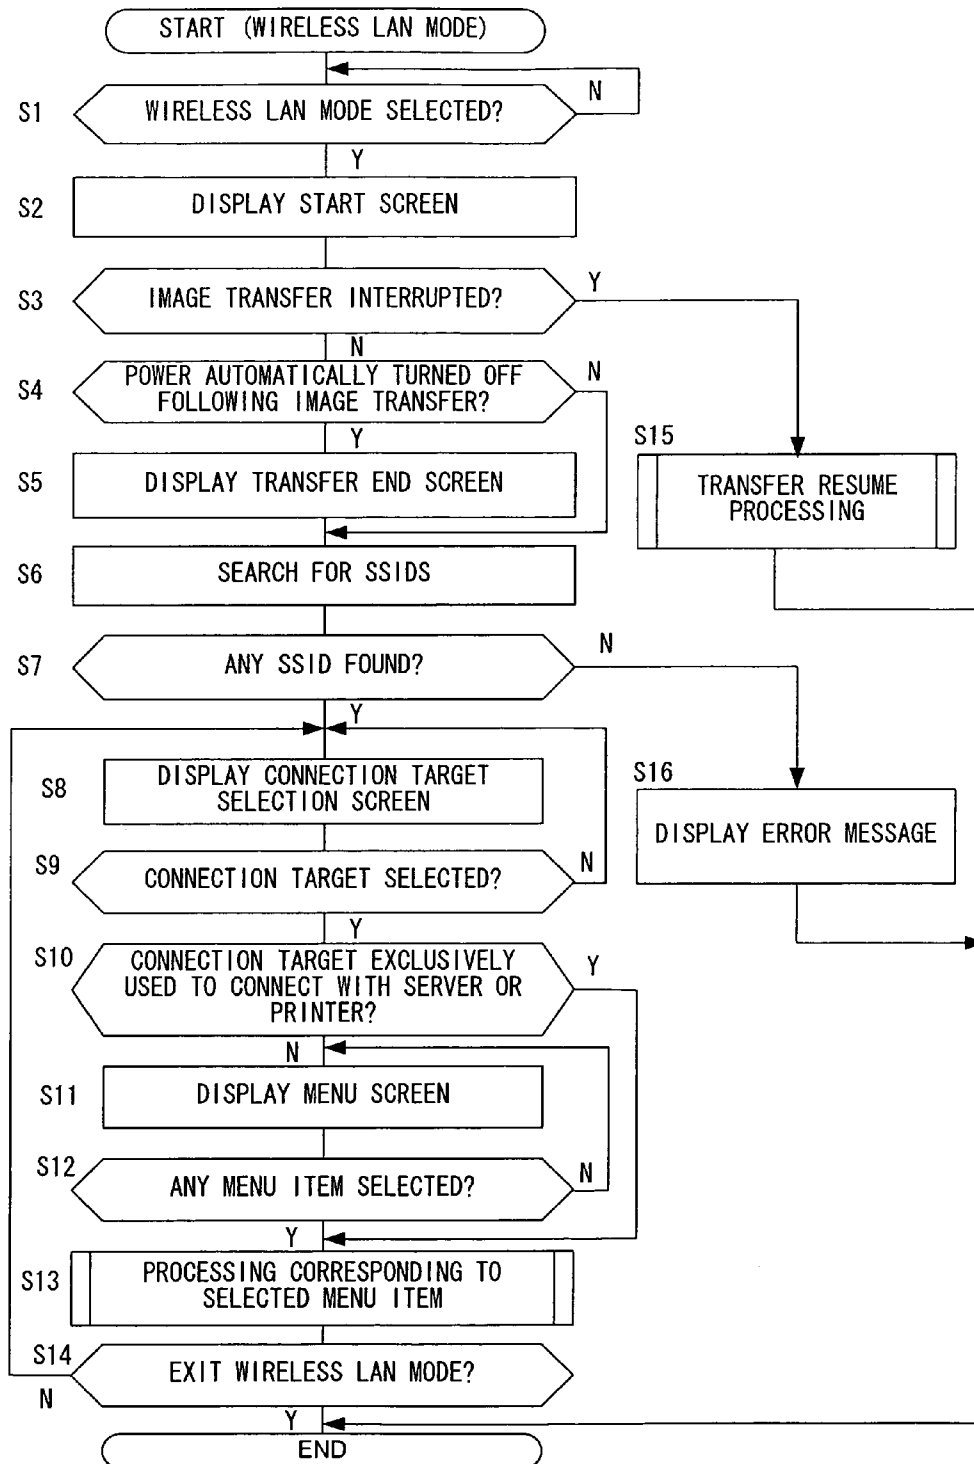 START (WIRELESS LAN MODE)
N
S1
WIRELESS LAN MODE SELECTED?
Y
S2
DISPLAY START SCREEN
S3
IMAGE TRANSFER INTERRUPTED?
Y
N
S4
POWER AUTOMATICALLY TURNED OFF
FOLLOWING IMAGE TRANSFER?
N
Y
S15
TRANSFER RESUME
PROCESSING
S5
DISPLAY TRANSFER END SCREEN
S6
SEARCH FOR SSIDS
S7
ANY SSID FOUND?
N
Y
S8
DISPLAY CONNECTION TARGET
SELECTION SCREEN
S16
DISPLAY ERROR MESSAGE
S9
CONNECTION TARGET SELECTED?
N
Y
S10
CONNECTION TARGET EXCLUSIVELY
USED TO CONNECT WITH SERVER OR
PRINTER?
Y
N
S11
DISPLAY MENU SCREEN
S12
ANY MENU ITEM SELECTED?
N
Y
S13
PROCESSING CORRESPONDING TO
SELECTED MENU ITEM
S14
EXIT WIRELESS LAN MODE?
N
Y
END